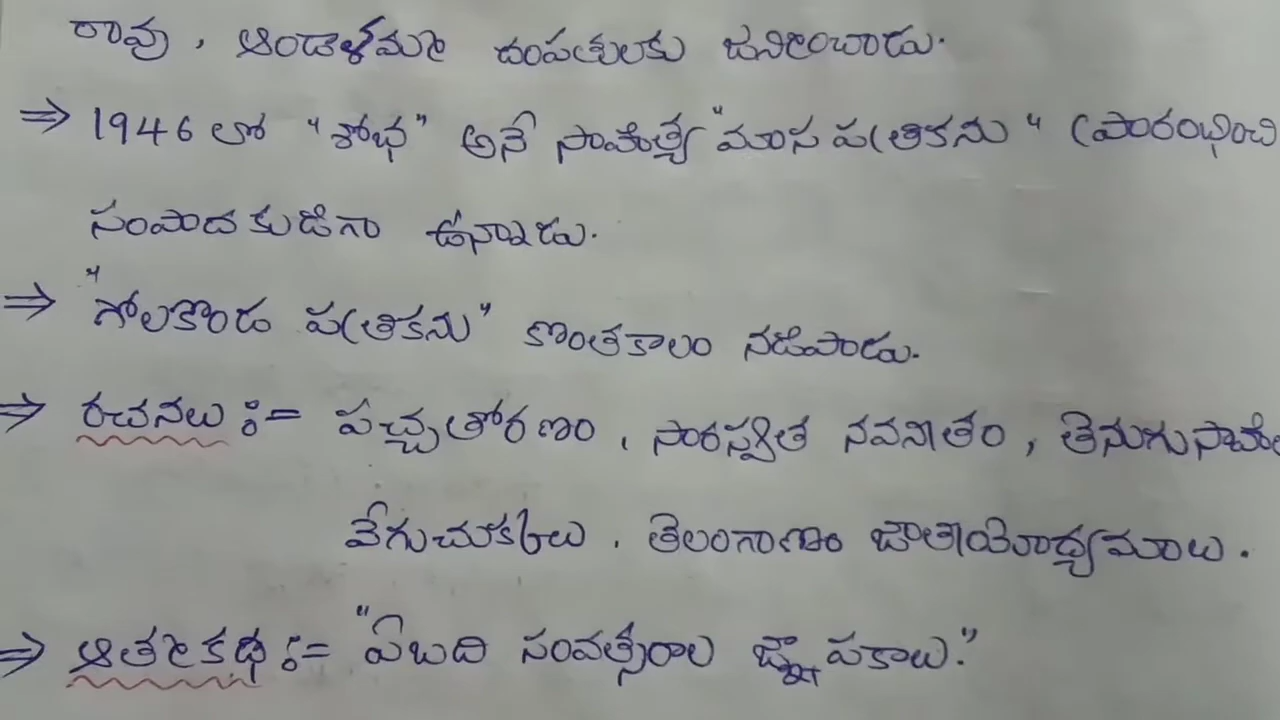 రావు, ఆండాళమ్మ దంపతులకు జన్మించాడు.
⇒ 1946 లో "శోభ" అనే సాహిత్య "మాస పత్రికను" ప్రారంభించి
సంపాదకుడిగా ఉన్నాడు.
⇒ "గోలకొండ పత్రికను" కొంతకాలం నడిపాడు.
⇒ రచనలు :- పచ్చతోరణం, సారస్వత నవనీతం, తెనుగుసాహి
వేగుచుక్కలు, తెలంగాణం జాతీయోద్యమాలు.
⇒ ఆత్మకథ :- "ఏబది సంవత్సరాల జ్ఞాపకాలు."